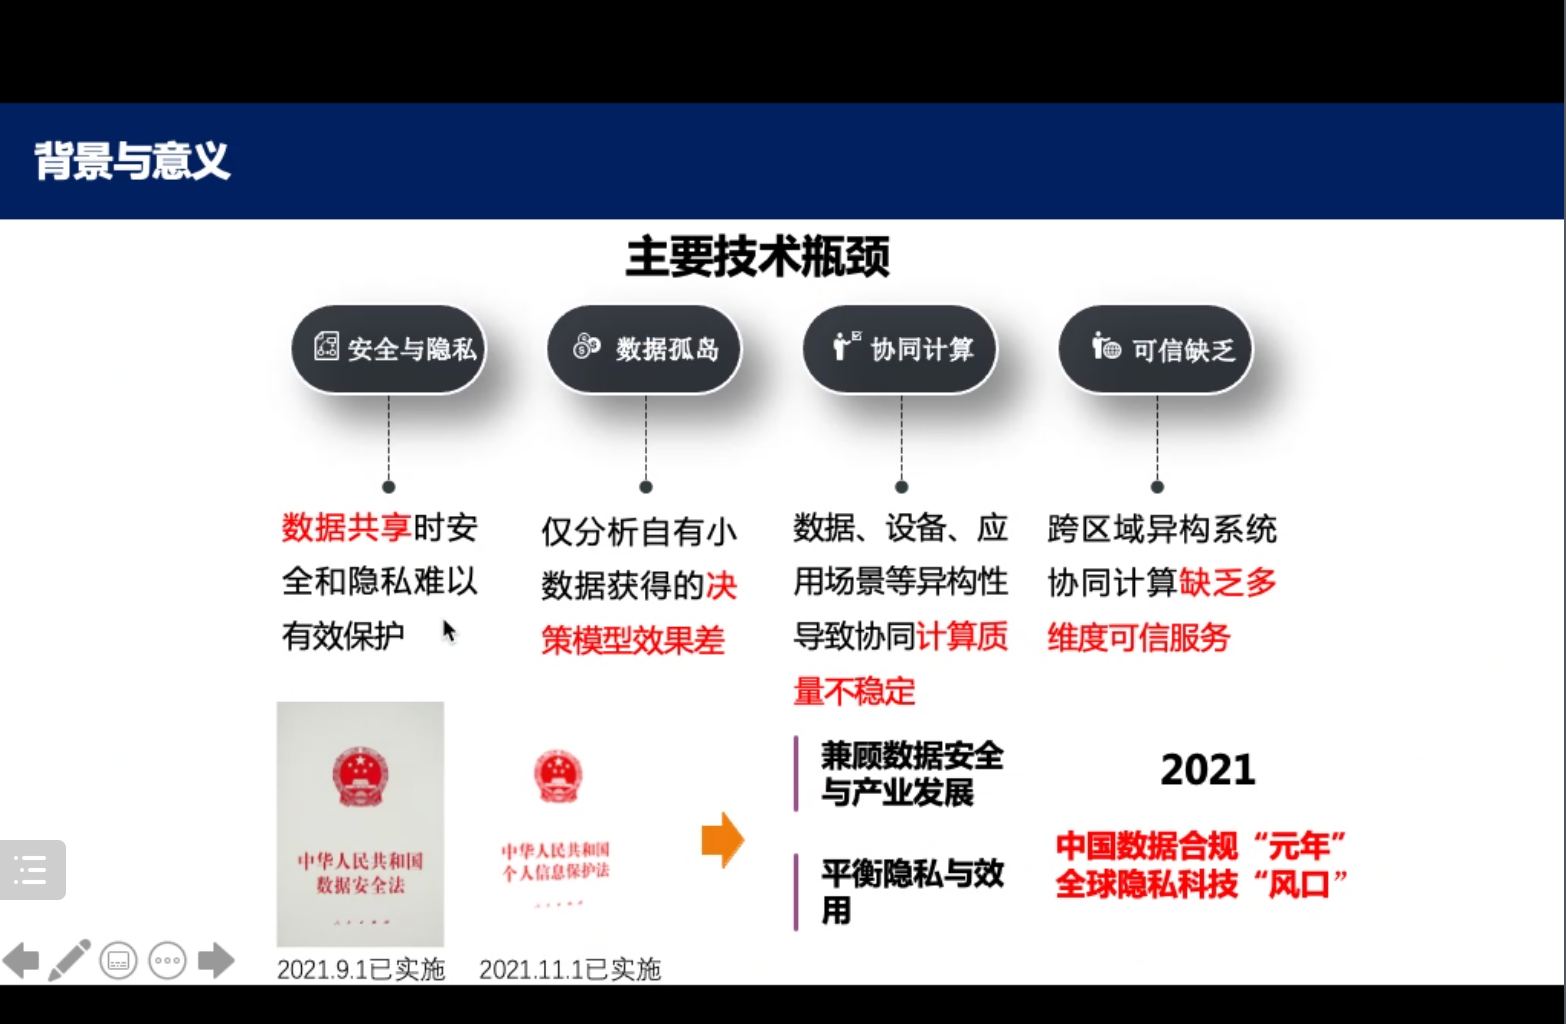 背景与意义
主要技术瓶颈
安全与隐私
数据孤岛
协同计算
可信缺乏
数据共享时安
全和隐私难以
有效保护
仅分析自有小
数据获得的决
策模型效果差
数据、设备、应
用场景等异构性
导致协同计算质
量不稳定
跨区域异构系统
协同计算缺乏多
维度可信服务
中华人民共和国
数据安全法
2021.9.1已实施
中华人民共和国
个人信息保护法
2021.11.1已实施
兼顾数据安全
与产业发展
平衡隐私与效
用
2021
中国数据合规“元年”
全球隐私科技“风口”